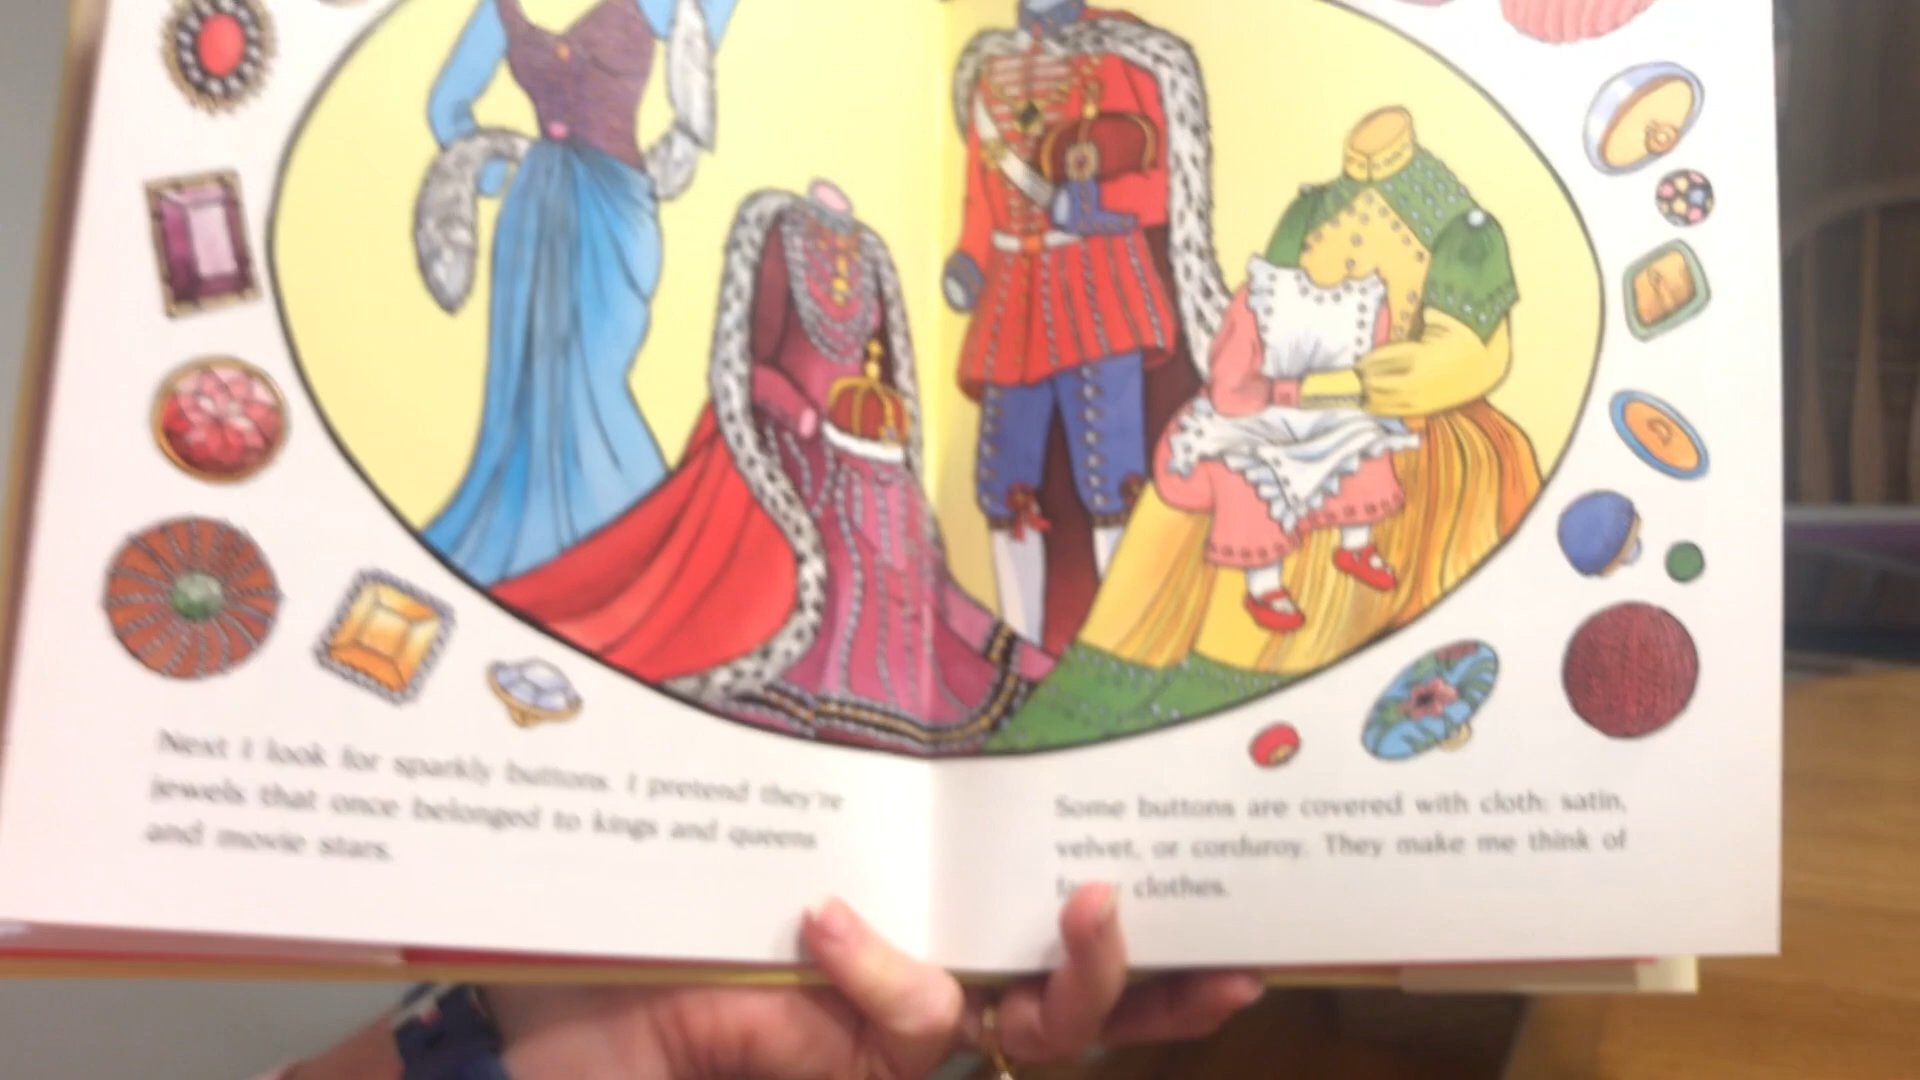 Next I look for sparkly buttons. I pretend they're
jewels that once belonged to kings and queens
and movie stars.
Some buttons are covered with cloth: satin,
velvet, or corduroy. They make me think of
clothes.